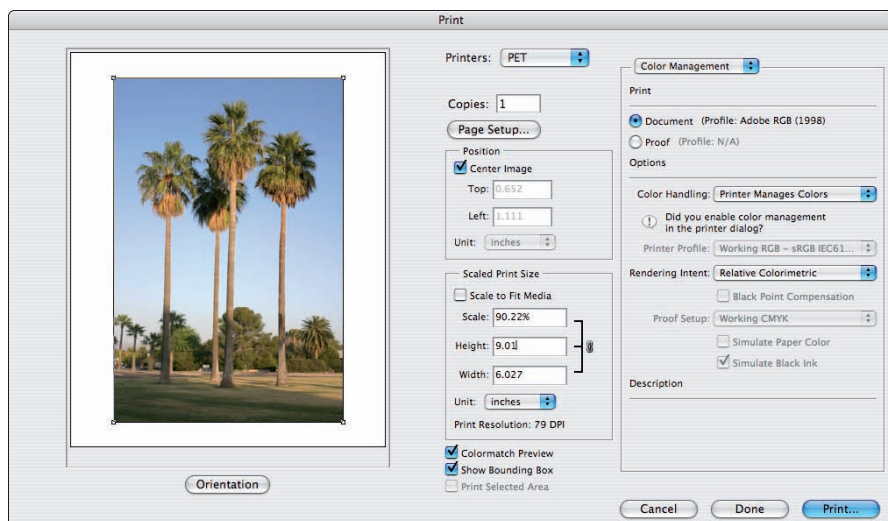 Print
Printers: PET
Copies: 1
Page Setup...
Position
Center Image
Top: 0.652
Left: 1.111
Unit: inches
Scaled Print Size
Scale to Fit Media
Scale: 90.22%
Height: 9.01
Width: 6.027
Unit: inches
Print Resolution: 79 DPI
Colormatch Preview
Show Bounding Box
Print Selected Area
Orientation
Color Management
Print
Document (Profile: Adobe RGB (1998)
Proof (Profile: N/A)
Options
Color Handling: Printer Manages Colors
Did you enable color management
in the printer dialog?
Printer Profile: Working RGB - sRGB IEC61...
Rendering Intent: Relative Colorimetric
Black Point Compensation
Proof Setup: Working CMYK
Simulate Paper Color
Simulate Black Ink
Description
Cancel
Done
Print...